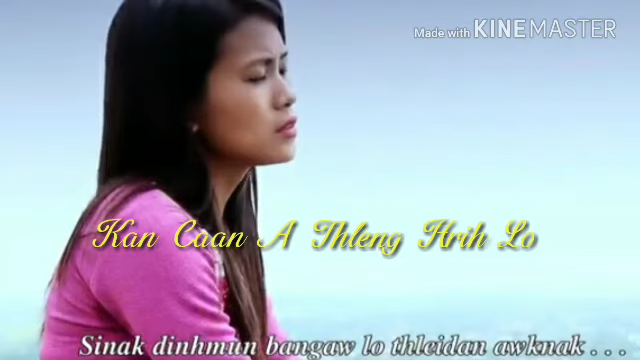 Made with KINEMASTER
Kan Caan A Thleng Hrih Lo
Sinak dinhmun bangaw lo thleidan awknak . . .